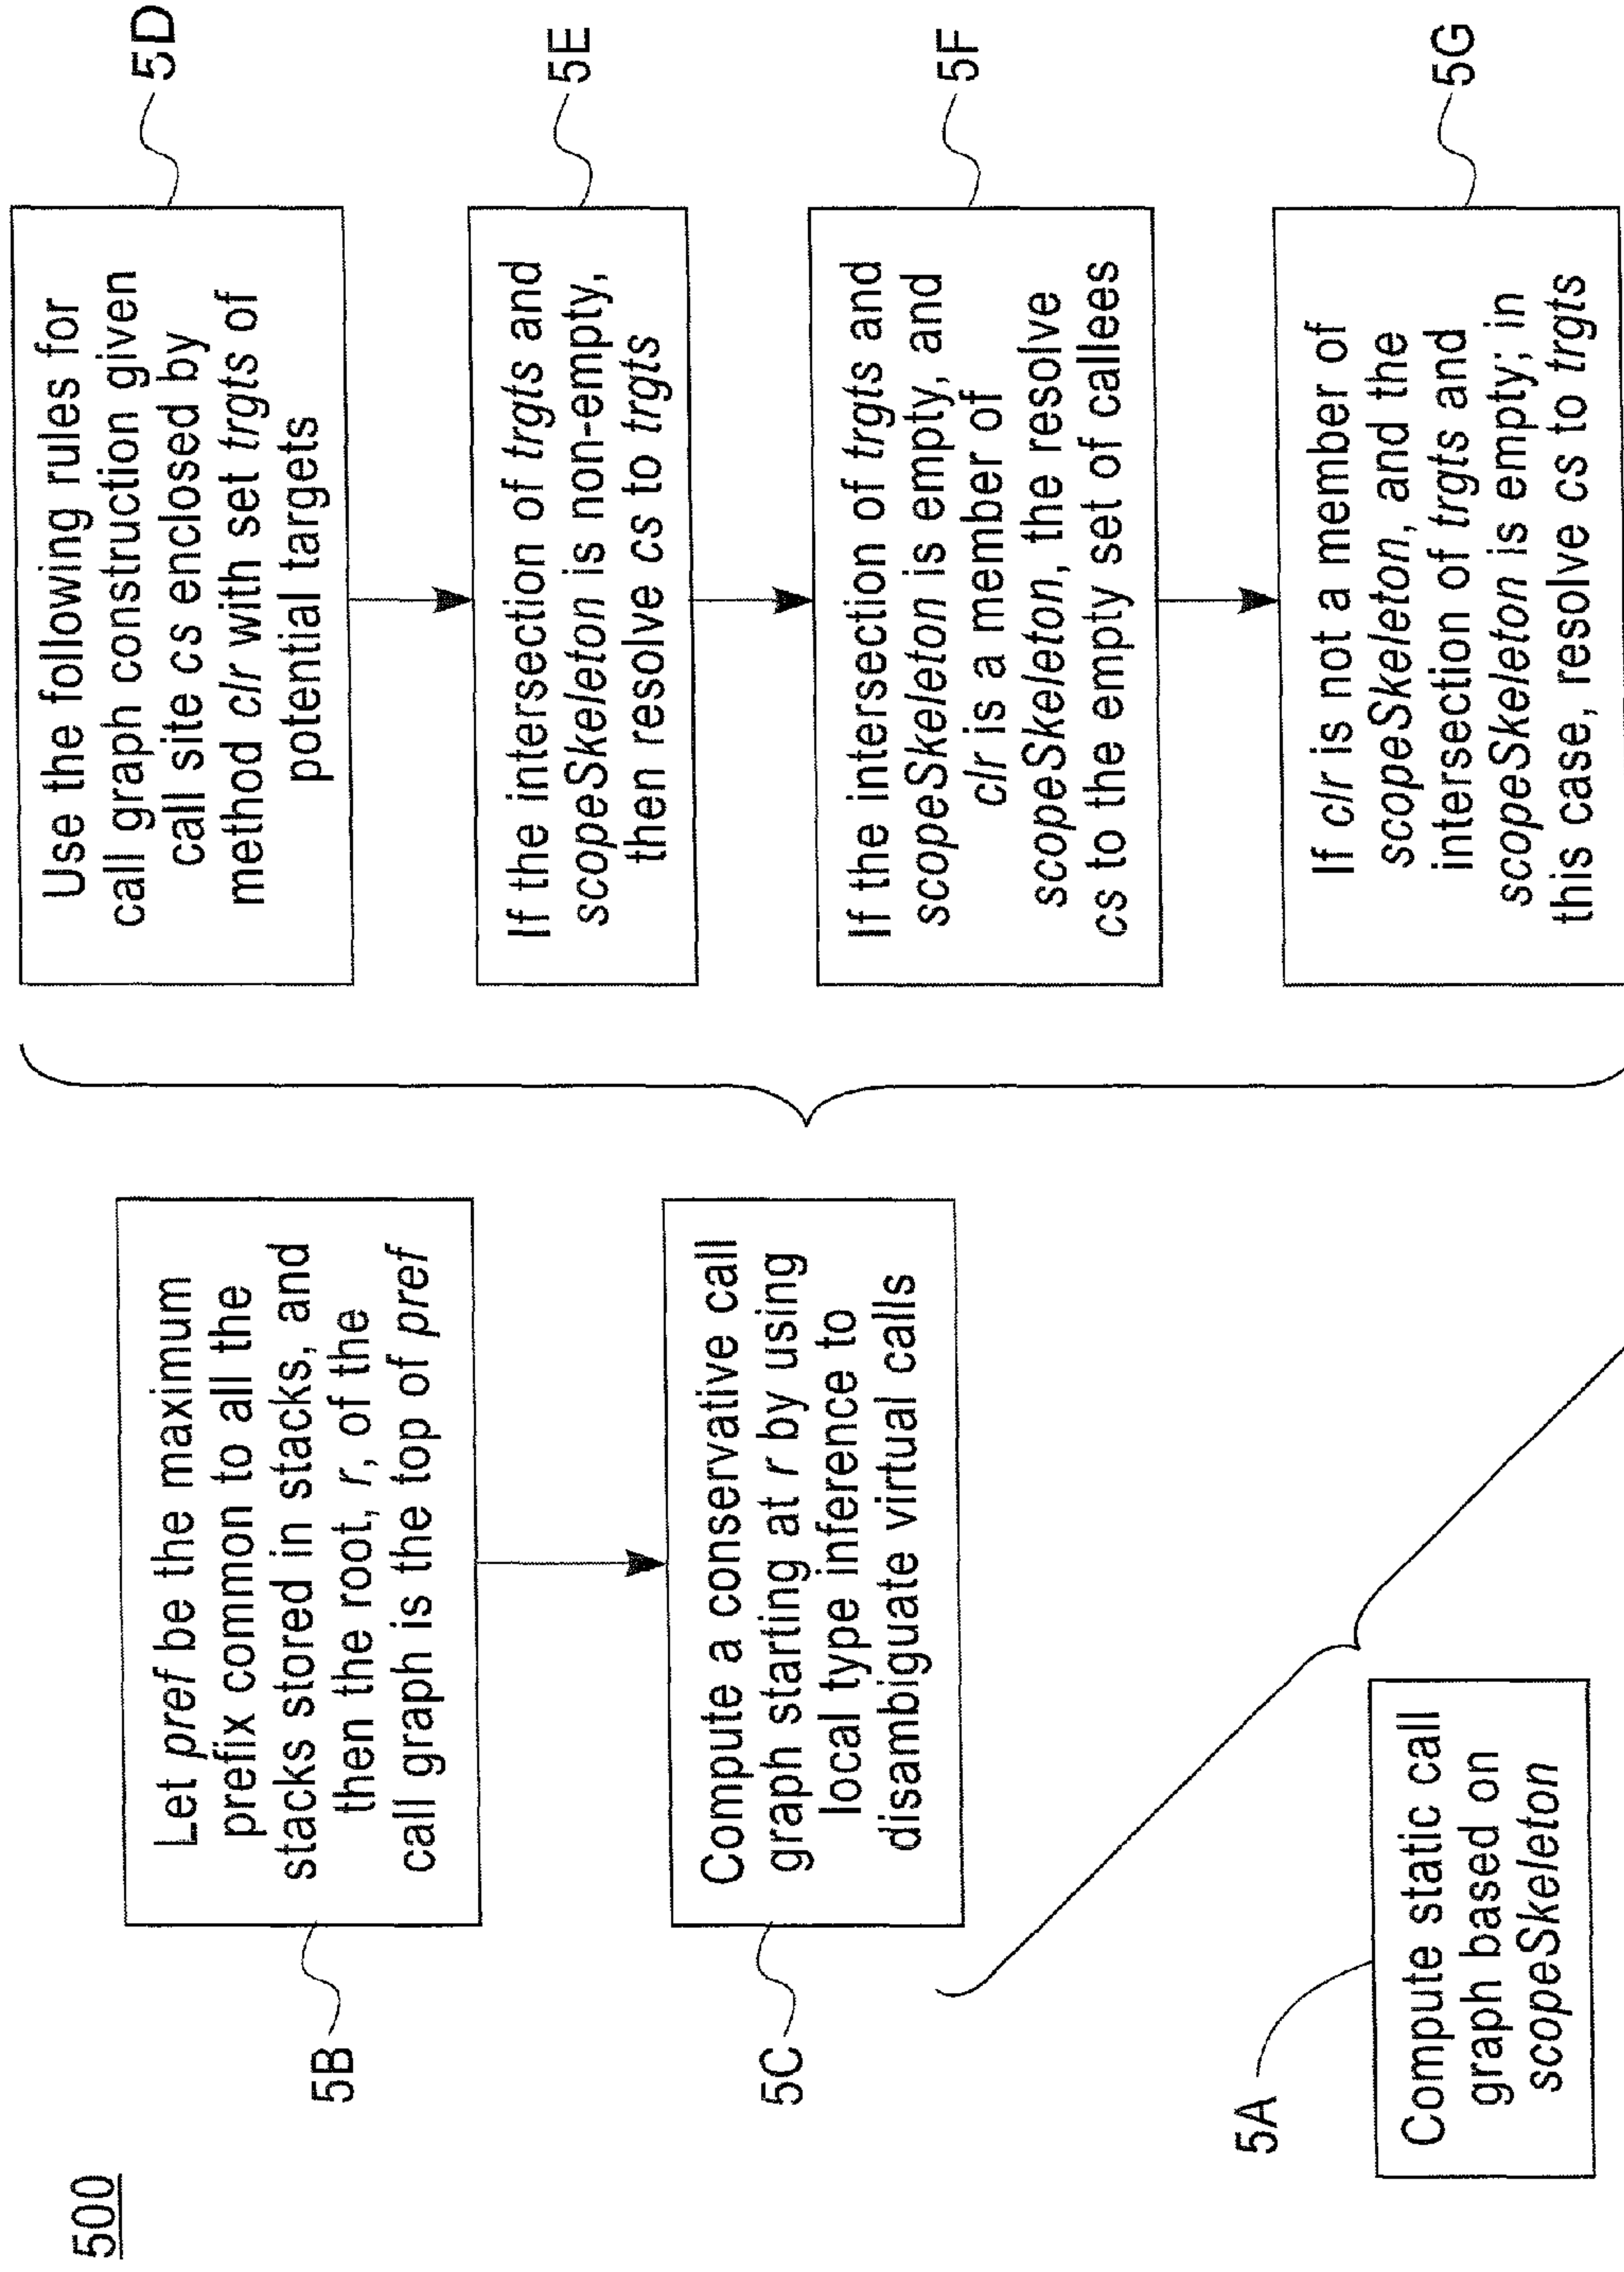 500
5A
Compute static call
graph based on
scopeSkeleton
5B
Let pref be the maximum
prefix common to all the
stacks stored in stacks, and
then the root, r, of the
call graph is the top of pref
5C
Compute a conservative call
graph starting at r by using
local type inference to
disambiguate virtual calls
5D
Use the following rules for
call graph construction given
call site cs enclosed by
method clr with set trgts of
potential targets
5E
If the intersection of trgts and
scopeSkeleton is non-empty,
then resolve cs to trgts
5F
If the intersection of trgts and
scopeSkeleton is empty, and
clr is a member of
scopeSkeleton, the resolve
cs to the empty set of callees
5G
If clr is not a member of
scopeSkeleton, and the
intersection of trgts and
scopeSkeleton is empty; in
this case, resolve cs to trgts